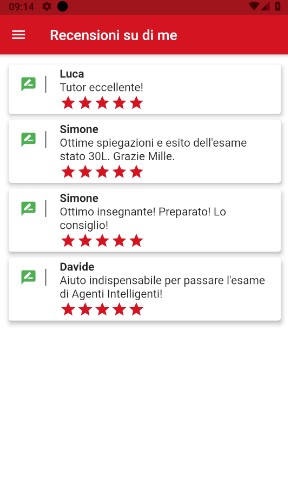 09:14
Recensioni su di me
Luca
Tutor eccellente!
Simone
Ottime spiegazioni e esito dell'esame
stato 30L. Grazie Mille.
Simone
Ottimo insegnante! Preparato! Lo
consiglio!
Davide
Aiuto indispensabile per passare l'esame
di Agenti Intelligenti!